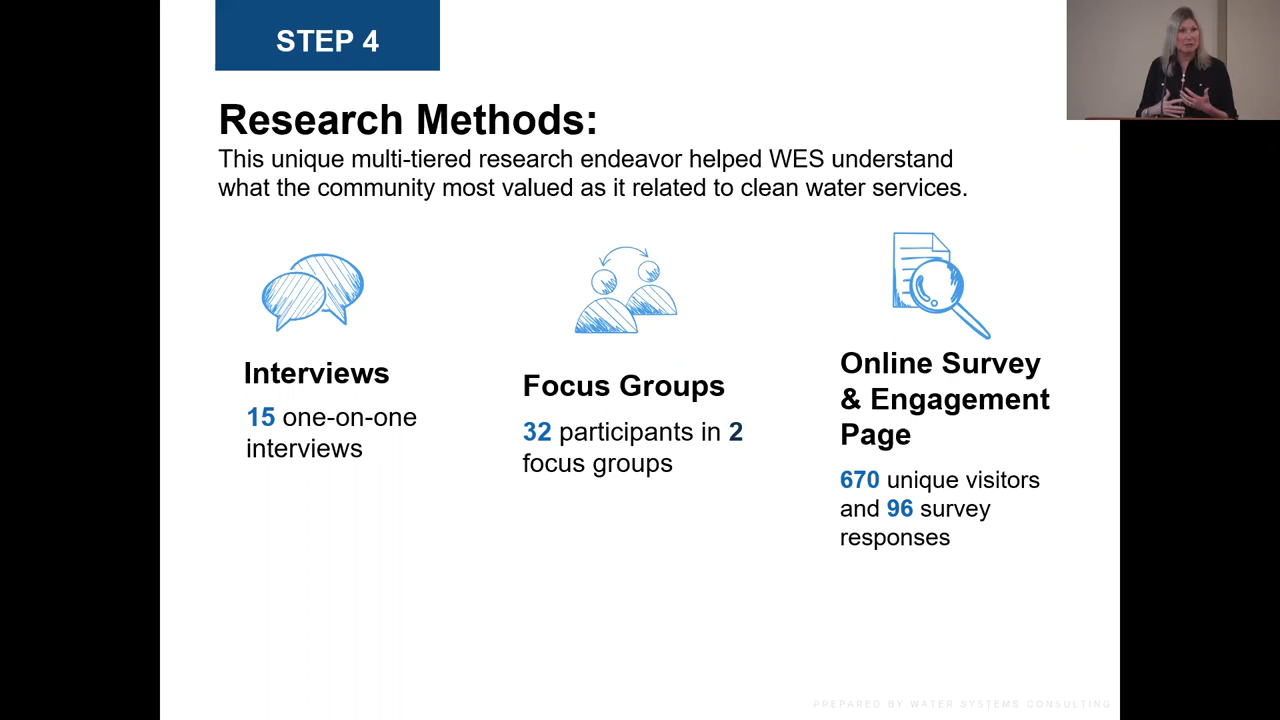 STEP 4
Research Methods:
This unique multi-tiered research endeavor helped WES understand
what the community most valued as it related to clean water services.
Interviews
15 one-on-one
interviews
Focus Groups
32 participants in 2
focus groups
Online Survey
& Engagement
Page
670 unique visitors
and 96 survey
responses
PREPARED BY WATER SYSTEMS CONSULTING